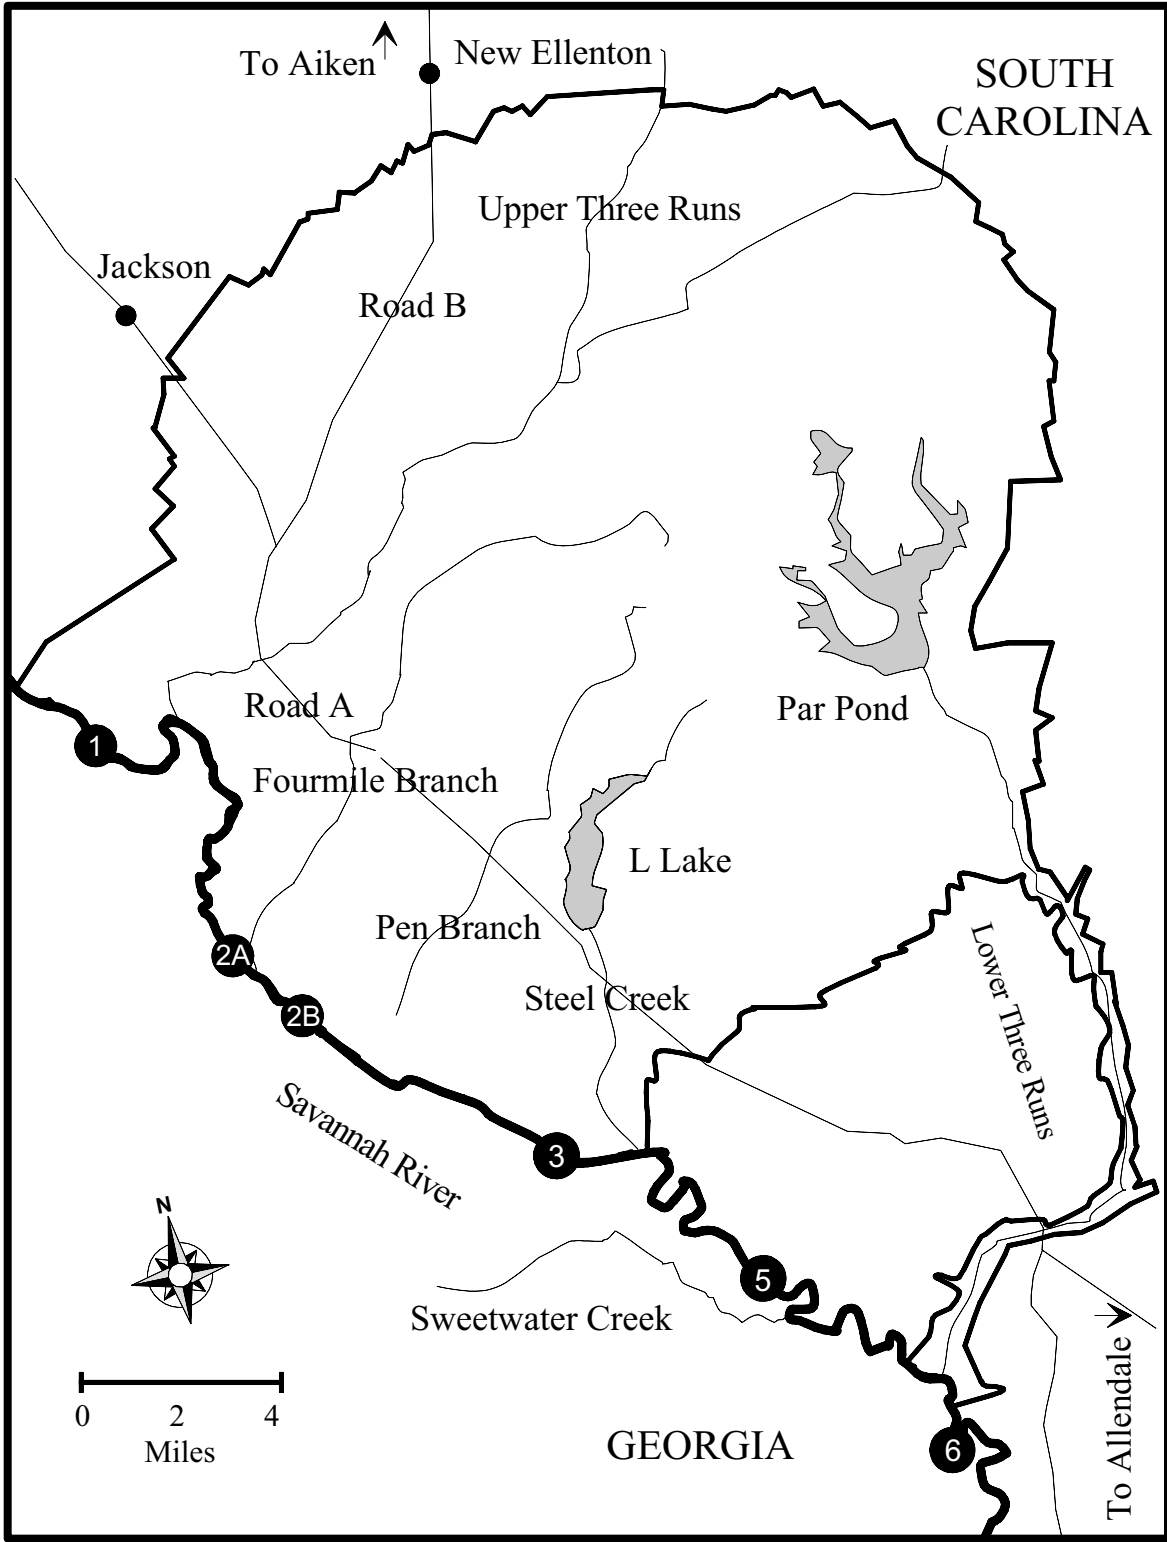 New Ellenton
To Aiken
SOUTH
CAROLINA
Upper Three Runs
Jackson
Road B
Road A
Par Pond
1
Fourmile Branch
L Lake
Pen Branch
2A
Lower Three Runs
Steel Creek
2B
Savannah River
3
N
5
Sweetwater Creek
To Allendale
0 2 4
Miles
GEORGIA
6